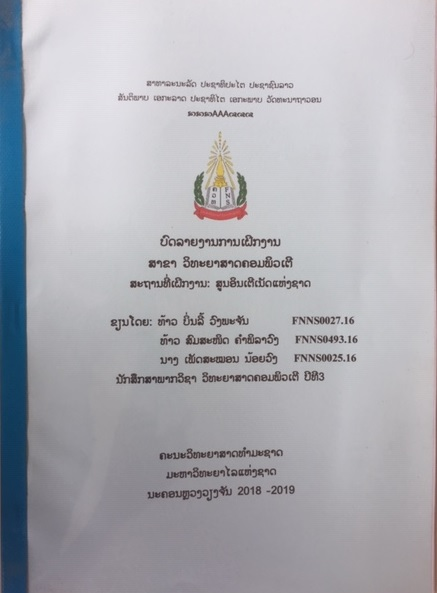 ສາທາລະນະລັດ ປະຊາທິປະໄຕ ປະຊາຊົນລາວ
ສັນຕິພາບ ເອກະລາດ ປະຊາທິໄຕ ເອກະພາບ ວັດທະນາຖາວອນ
ບົດລາຍງານການເຝີກງານ
ສາຂາ ວິທະຍາສາດຄອມພິວເຕີ
ສະຖານທີ່ເຝີກງານ: ສູນອິນເຕີເນັດແຫ່ງຊາດ
ຂຽນໂດຍ: ທ້າວ ປິ່ນລີ້ ວົງພະຈັນ FNNS0027.16
ທ້າວ ສົມສະໜິດ ຄຳພິລາວົງ FNNS0493.16
ນາງ ເພັດສະໝອນ ນ້ອຍວົງ FNNS0025.16
ນັກສຶກສາພາກວິຊາ ວິທະຍາສາດຄອມພິວເຕີ ປີທີ3
ຄະນະວິທະຍາສາດທຳມະຊາດ
ມະຫາວິທະຍາໄລແຫ່ງຊາດ
ນະຄອນຫຼວງວຽງຈັນ 2018 -2019